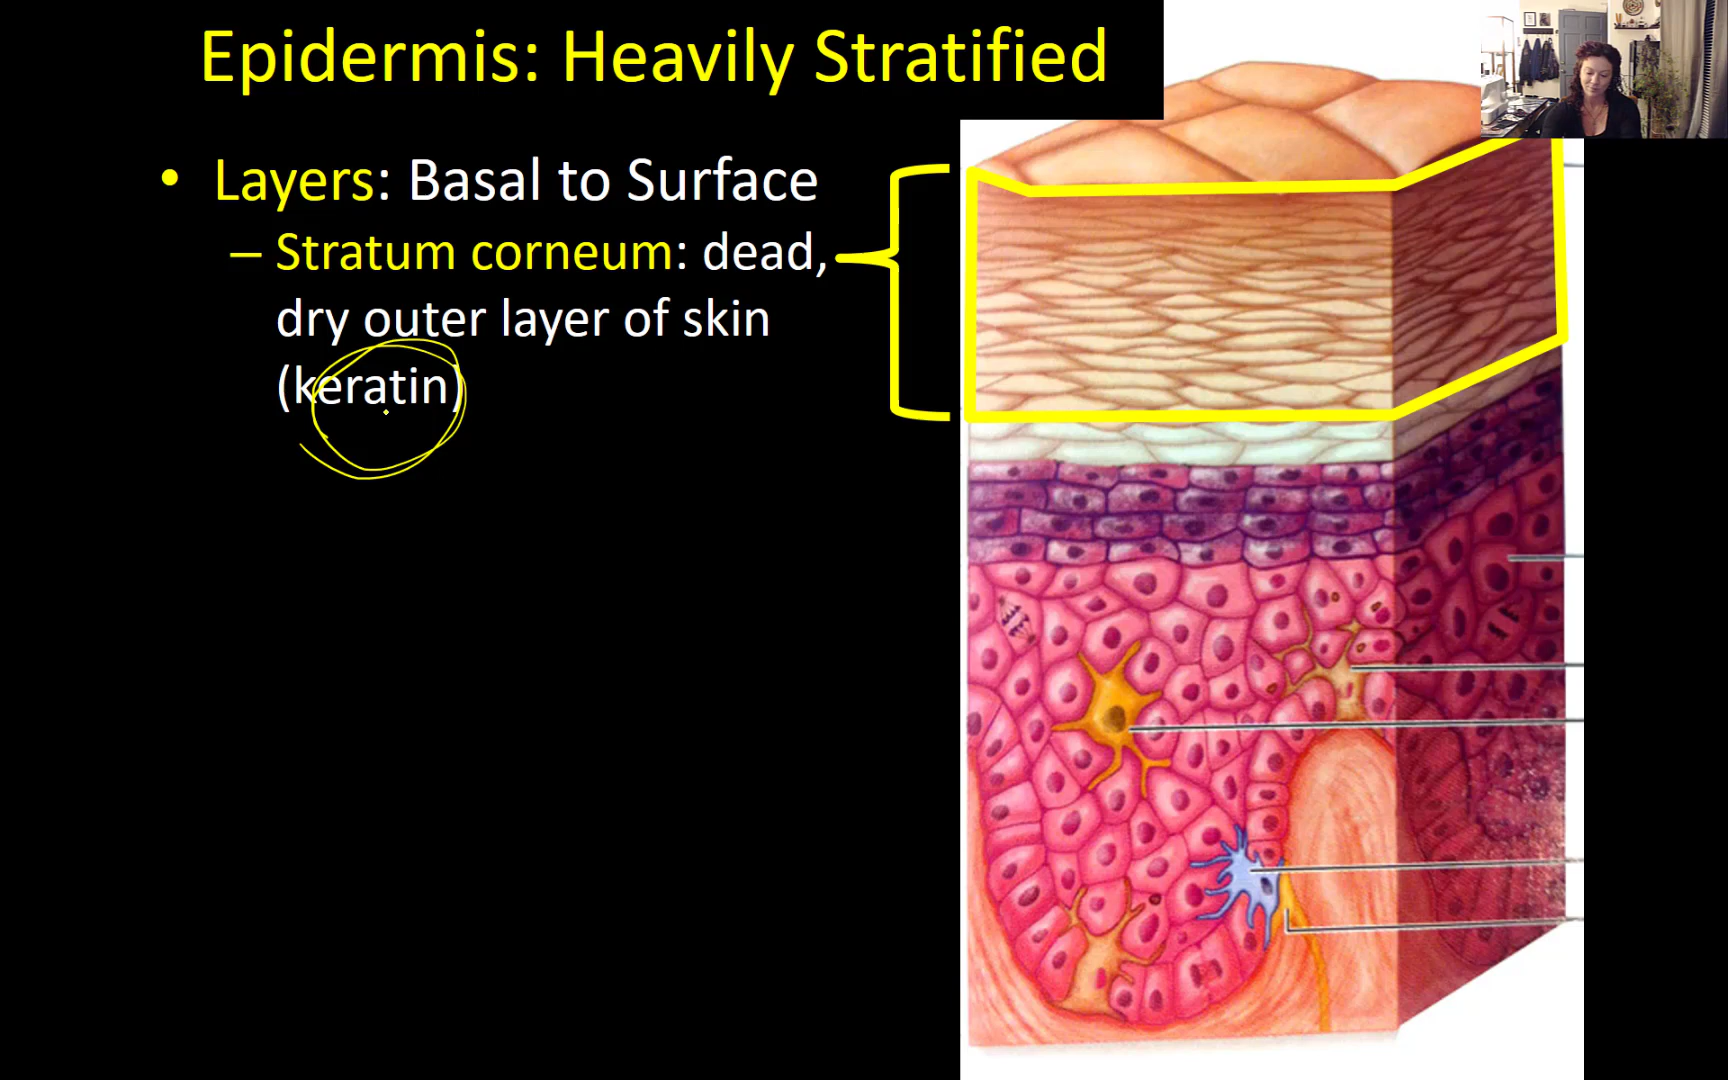 Epidermis: Heavily Stratified
• Layers: Basal to Surface
– Stratum corneum: dead,
dry outer layer of skin
(keratin)